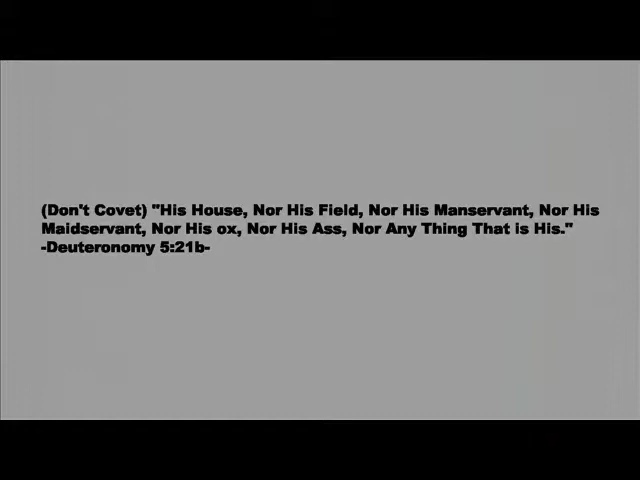 (Don't Covet) "His House, Nor His Field, Nor His Manservant, Nor His
Maidservant, Nor His ox, Nor His Ass, Nor Any Thing That is His."
-Deuteronomy 5:21b-